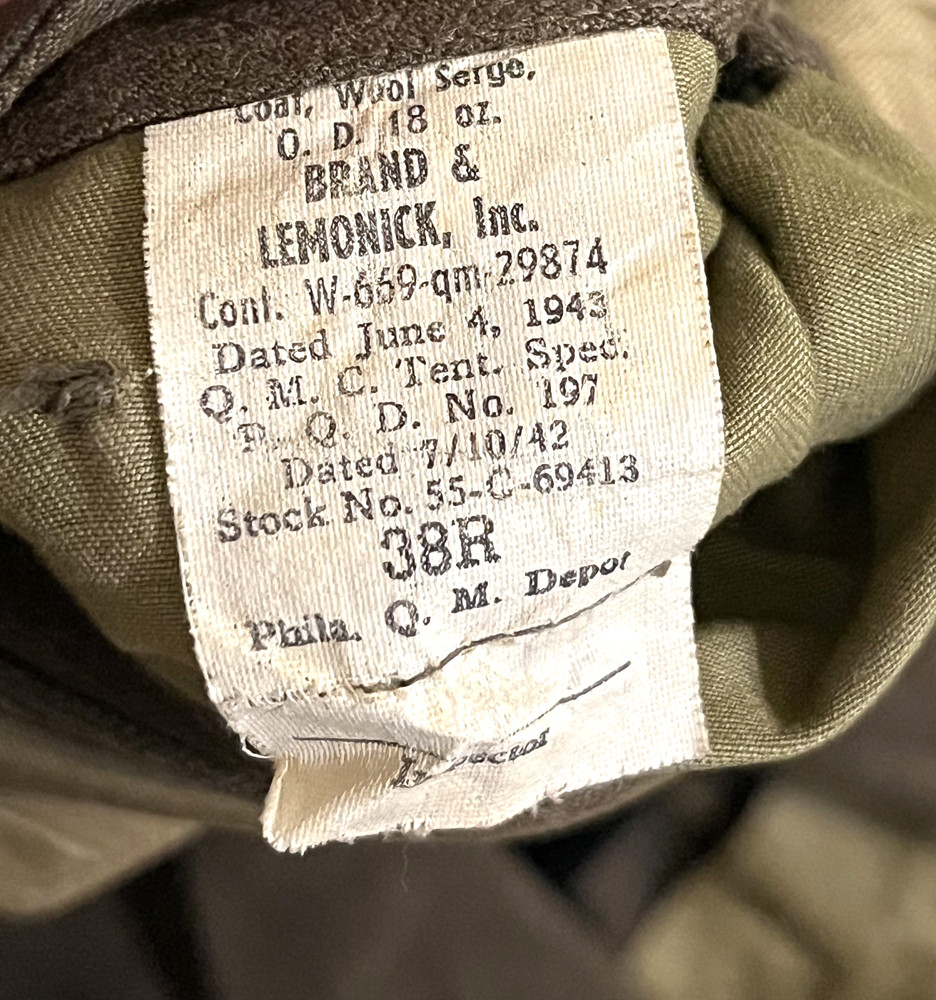 Coat, Wool Serge,
O. D. 18 oz.
BRAND &
LEMONICK, Inc.
Cont. W-669-qm-29874
Dated June 4, 1943
Q. M. C. Tent. Spec.
P. Q. D. No. 197
Dated 7/10/42
Stock No. 55-C-69413
38R
Phila. Q. M. Depot
Inspector